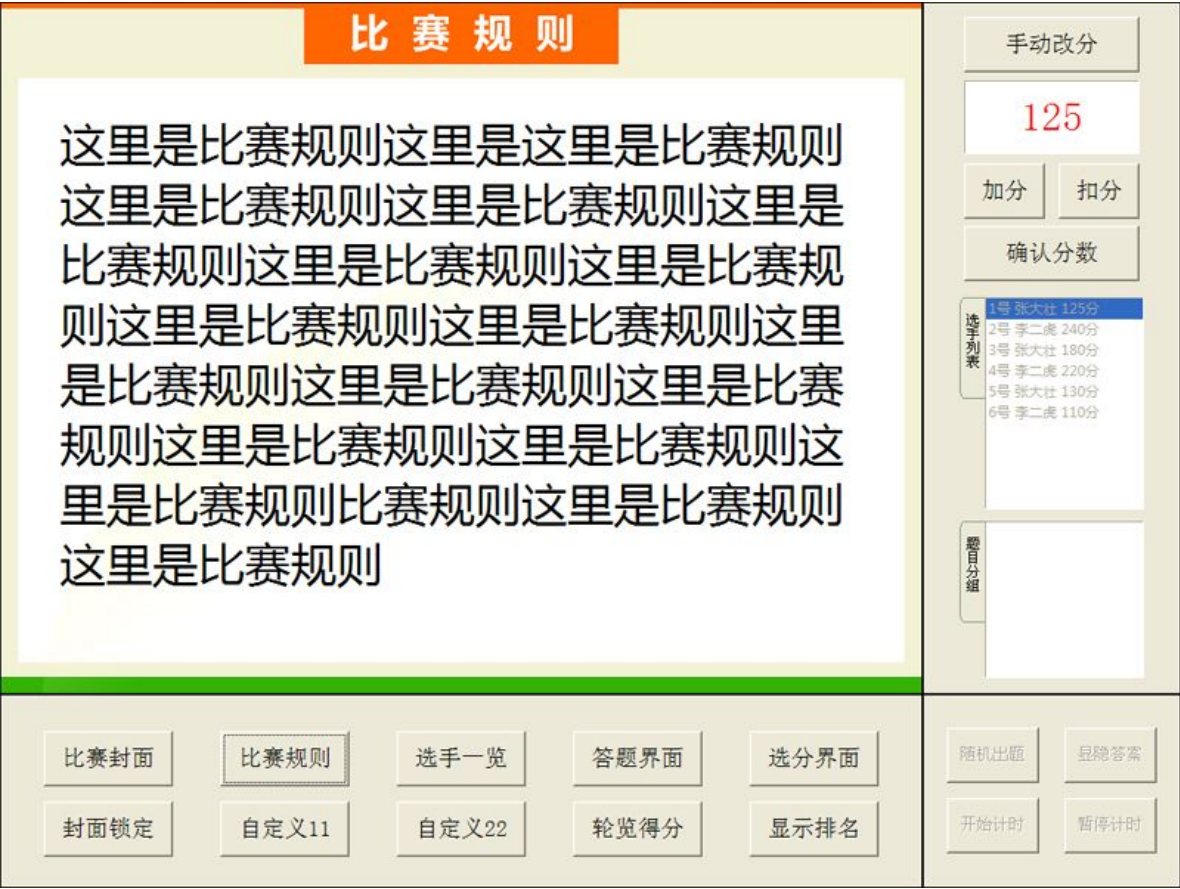 比赛规则
这里是比赛规则这里是这里是比赛规则
这里是比赛规则这里是比赛规则这里是
比赛规则这里是比赛规则这里是比赛规
则这里是比赛规则这里是比赛规则这里
是比赛规则这里是比赛规则这里是比赛
规则这里是比赛规则这里是比赛规则这
里是比赛规则比赛规则这里是比赛规则
这里是比赛规则
手动改分
125
加分 扣分
确认分数
选手列表
1号 张大壮 125分
2号 李二虎 240分
3号 张大壮 180分
4号 李二虎 220分
5号 张大壮 130分
6号 李二虎 110分
题目分组
比赛封面 比赛规则 选手一览 答题界面 选分界面
封面锁定 自定义11 自定义22 轮览得分 显示排名
随机出题 显隐答案
开始计时 暂停计时